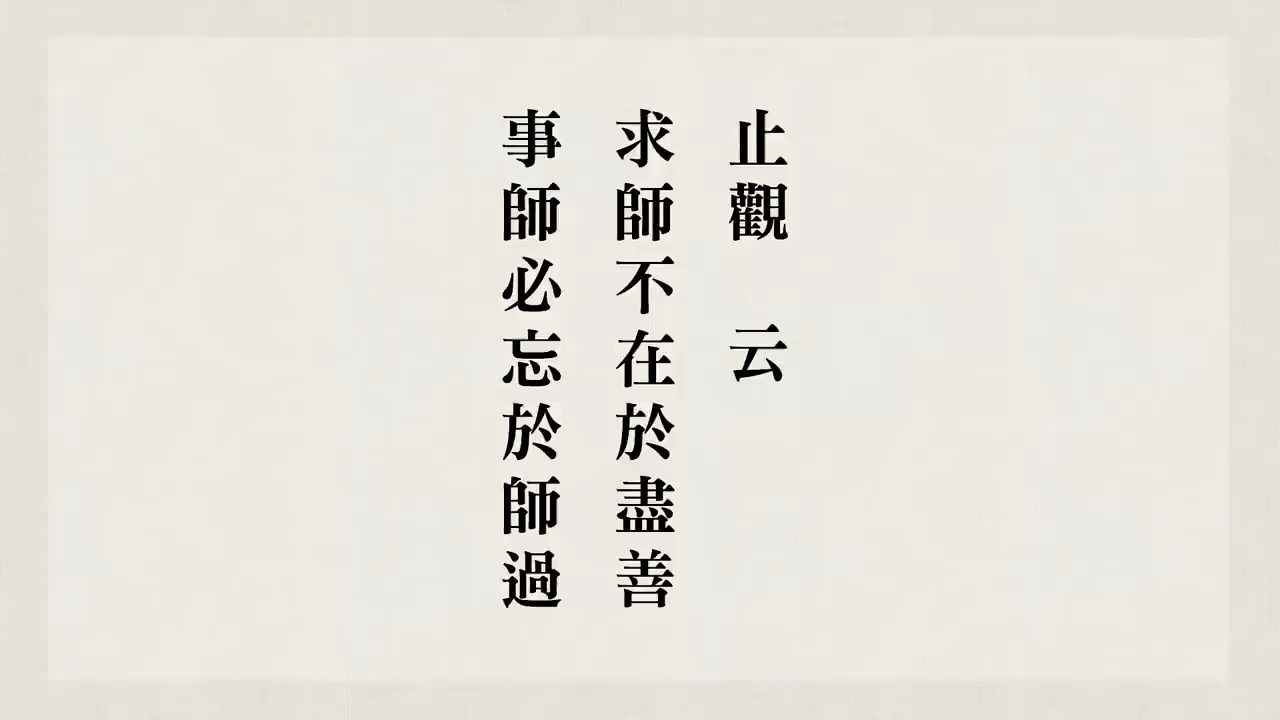 止觀　云
求師不在於盡善
事師必忘於師過